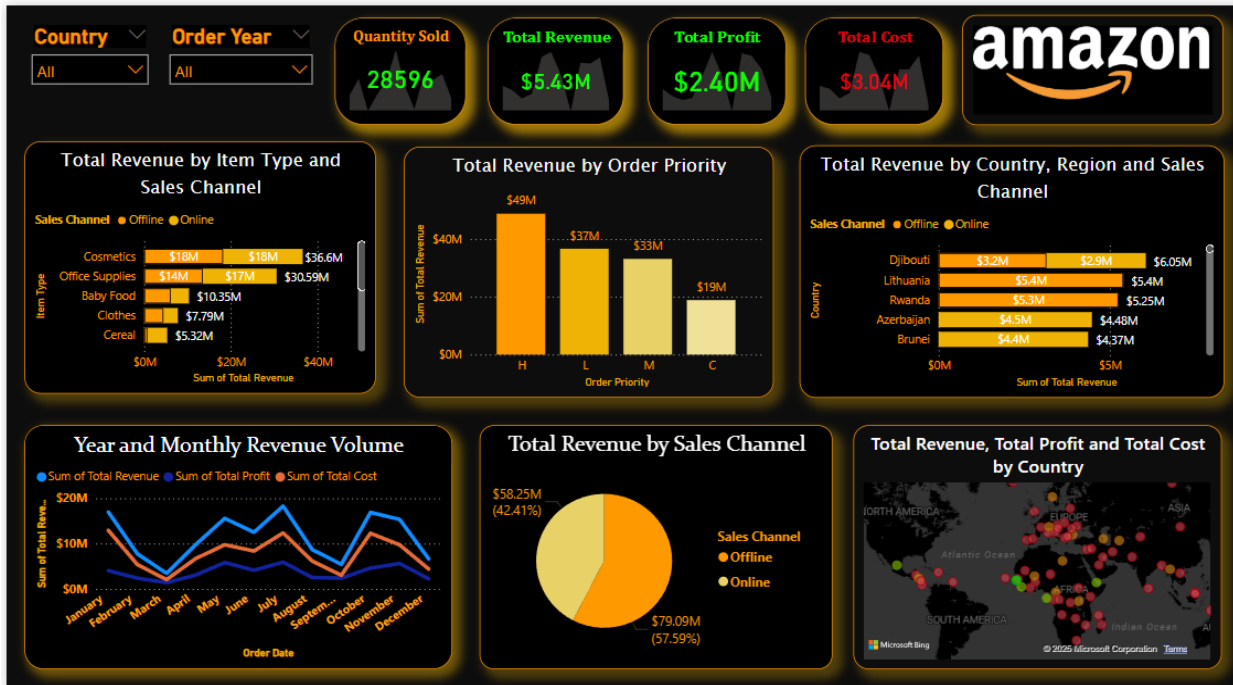 Country
Order Year
All
All
Quantity Sold
28596
Total Revenue
$5.43M
Total Profit
$2.40M
Total Cost
$3.04M
amazon
Total Revenue by Item Type and
Sales Channel
Sales Channel Offline Online
Item Type
Cosmetics $18M $18M $36.6M
Office Supplies $14M $17M $30.59M
Baby Food $10.35M
Clothes $7.79M
Cereal $5.32M
$0M $20M $40M
Sum of Total Revenue
Total Revenue by Order Priority
Sum of Total Revenue
$40M
$20M
$0M
$49M
$37M
$33M
$19M
H L M C
Order Priority
Total Revenue by Country, Region and Sales
Channel
Sales Channel Offline Online
Country
Djibouti $3.2M $2.9M $6.05M
Lithuania $5.4M $5.4M
Rwanda $5.3M $5.25M
Azerbaijan $4.5M $4.48M
Brunei $4.4M $4.37M
$0M $5M
Sum of Total Revenue
Year and Monthly Revenue Volume
Sum of Total Revenue Sum of Total Profit Sum of Total Cost
Sum of Total Reve...
$20M
$10M
$0M
January February March April May June July August Septem... October November December
Order Date
Total Revenue by Sales Channel
$58.25M
(42.41%)
$79.09M
(57.59%)
Sales Channel
Offline
Online
Total Revenue, Total Profit and Total Cost
by Country
NORTH AMERICA
EUROPE
ASIA
Atlantic Ocean
AFRICA
SOUTH AMERICA
Indian Ocean
Microsoft Bing
© 2025 Microsoft Corporation Terms